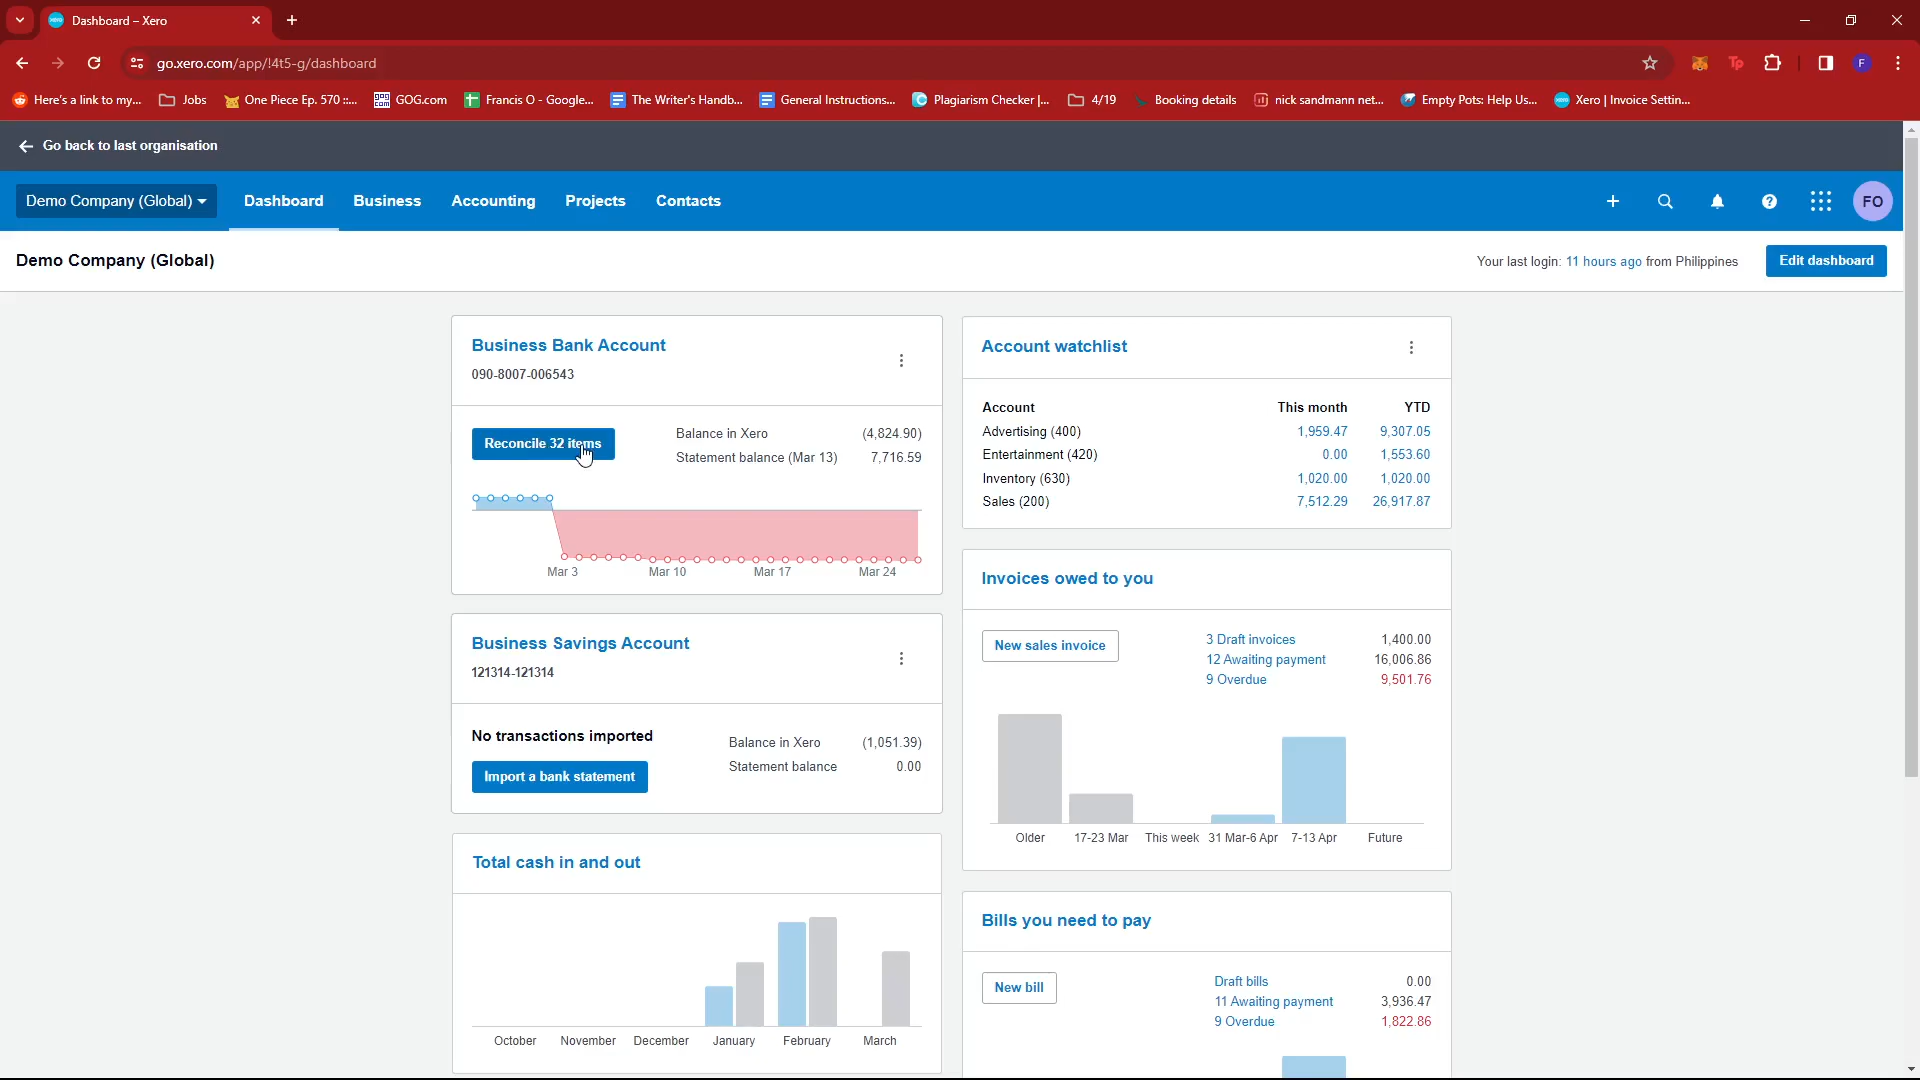 Dashboard – Xero
go.xero.com/app/!4t5-g/dashboard
Tp
F
Here's a link to my...
Jobs
One Piece Ep. 570 ::...
GOG.com
Francis O - Google...
The Writer's Handb...
General Instructions...
Plagiarism Checker |...
4/19
Booking details
nick sandmann net...
Empty Pots: Help Us...
Xero | Invoice Settin...
Go back to last organisation
Demo Company (Global)
Dashboard
Business
Accounting
Projects
Contacts
FO
Demo Company (Global)
Your last login: 11 hours ago from Philippines
Edit dashboard
Business Bank Account
090-8007-006543
Reconcile 32 items
Balance in Xero (4,824.90)
Statement balance (Mar 13) 7,716.59
Mar 3 Mar 10 Mar 17 Mar 24
Business Savings Account
121314-121314
No transactions imported
Import a bank statement
Balance in Xero (1,051.39)
Statement balance 0.00
Total cash in and out
October November December January February March
Account watchlist
Account This month YTD
Advertising (400) 1,959.47 9,307.05
Entertainment (420) 0.00 1,553.60
Inventory (630) 1,020.00 1,020.00
Sales (200) 7,512.29 26,917.87
Invoices owed to you
New sales invoice
3 Draft invoices 1,400.00
12 Awaiting payment 16,006.86
9 Overdue 9,501.76
Older 17-23 Mar This week 31 Mar-6 Apr 7-13 Apr Future
Bills you need to pay
New bill
Draft bills 0.00
11 Awaiting payment 3,936.47
9 Overdue 1,822.86